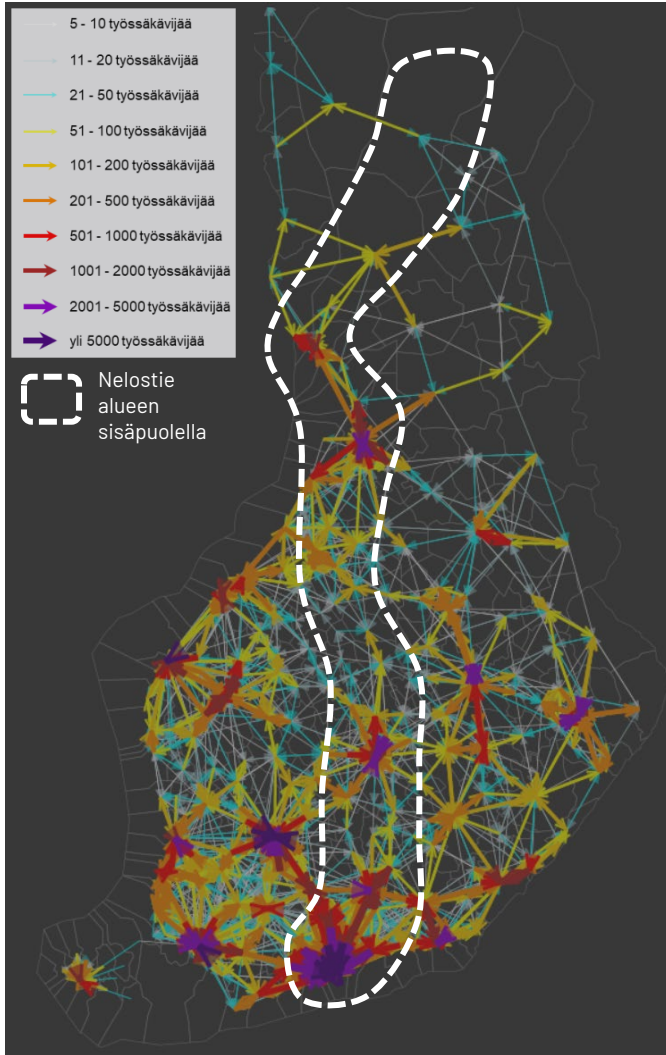 5 - 10 työssäkävijää
11 - 20 työssäkävijää
21 - 50 työssäkävijää
51 - 100 työssäkävijää
101 - 200 työssäkävijää
201 - 500 työssäkävijää
501 - 1000 työssäkävijää
1001 - 2000 työssäkävijää
2001 - 5000 työssäkävijää
yli 5000 työssäkävijää
Nelostie
alueen
sisäpuolella